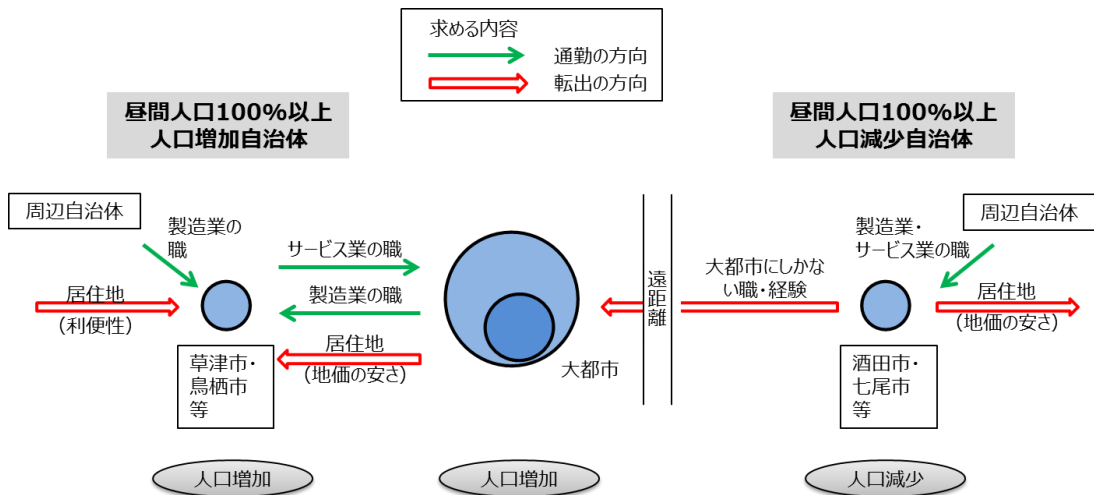 求める内容
通勤の方向
転出の方向
昼間人口100%以上
人口増加自治体
昼間人口100%以上
人口減少自治体
周辺自治体
製造業の
職
サービス業の職
製造業の職
居住地
(利便性)
居住地
(地価の安さ)
草津市・
鳥栖市
等
大都市
遠距離
大都市にしかな
い職・経験
製造業・
サービス業の職
周辺自治体
居住地
(地価の安さ)
酒田市・
七尾市
等
人口増加
人口増加
人口減少